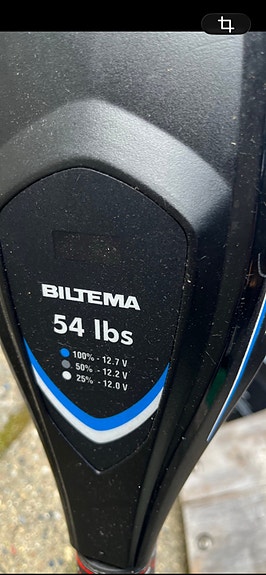 BILTEMA
54 lbs
100% - 12.7 V
50% - 12.2 V
25% - 12.0 V